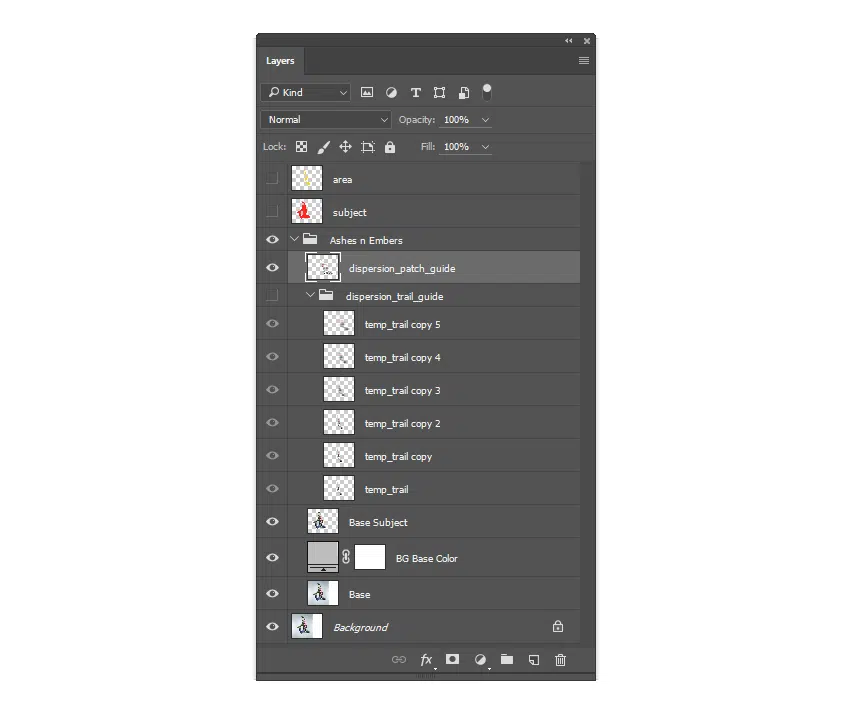 Layers
Kind
Normal Opacity: 100%
Lock: Fill: 100%
area
subject
Ashes n Embers
dispersion_patch_guide
dispersion_trail_guide
temp_trail copy 5
temp_trail copy 4
temp_trail copy 3
temp_trail copy 2
temp_trail copy
temp_trail
Base Subject
BG Base Color
Base
Background
fx